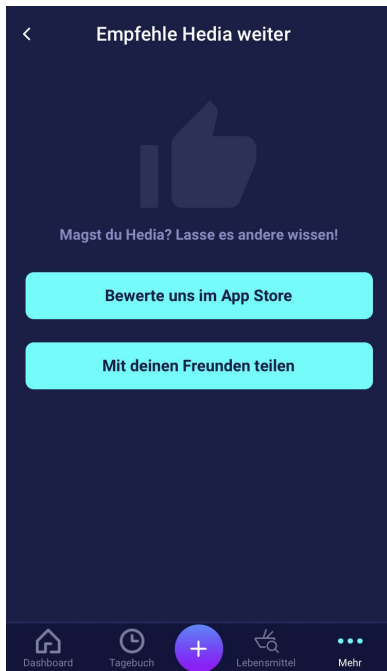 Empfehle Hedia weiter
Magst du Hedia? Lasse es andere wissen!
Bewerte uns im App Store
Mit deinen Freunden teilen
Dashboard
Tagebuch
Lebensmittel
Mehr